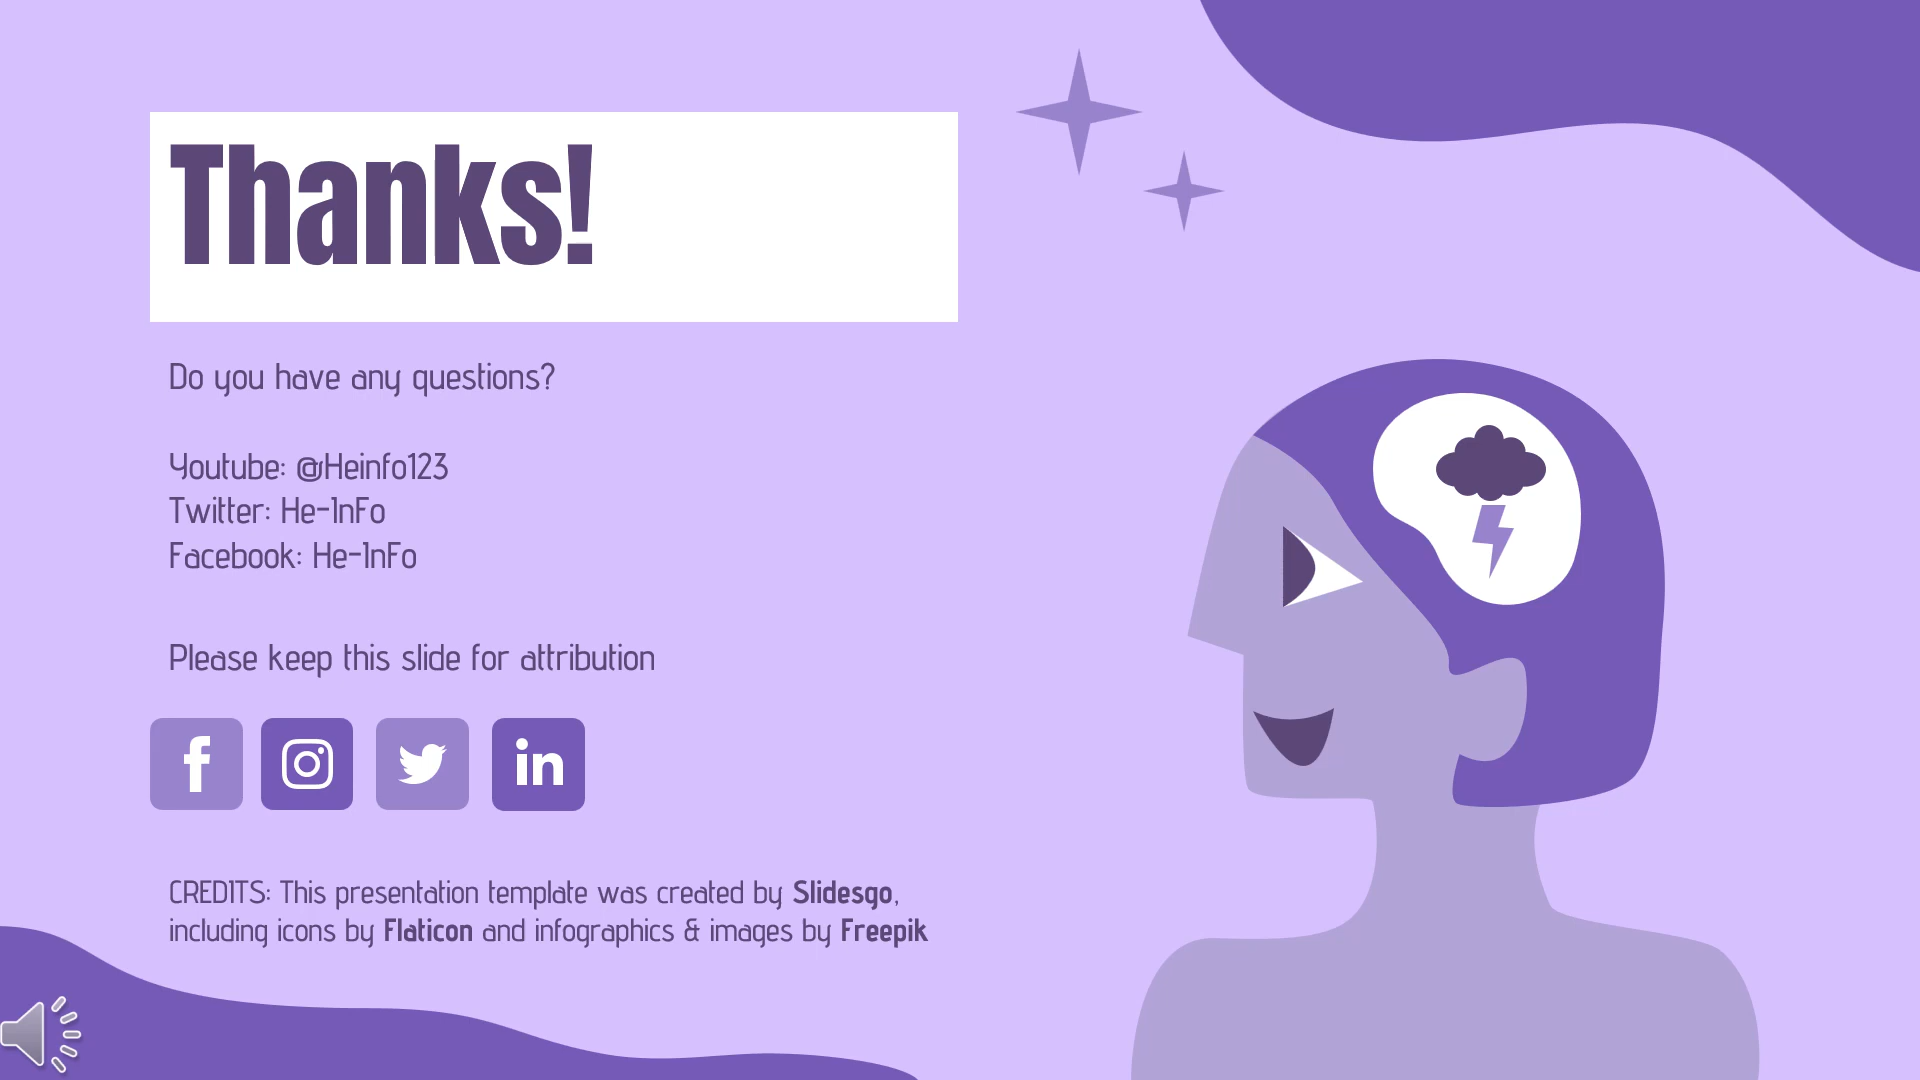 Thanks!
Do you have any questions?
Youtube: @Heinfo123
Twitter: He-InFo
Facebook: He-InFo
Please keep this slide for attribution
f
in
CREDITS: This presentation template was created by Slidesgo,
including icons by Flaticon and infographics & images by Freepik